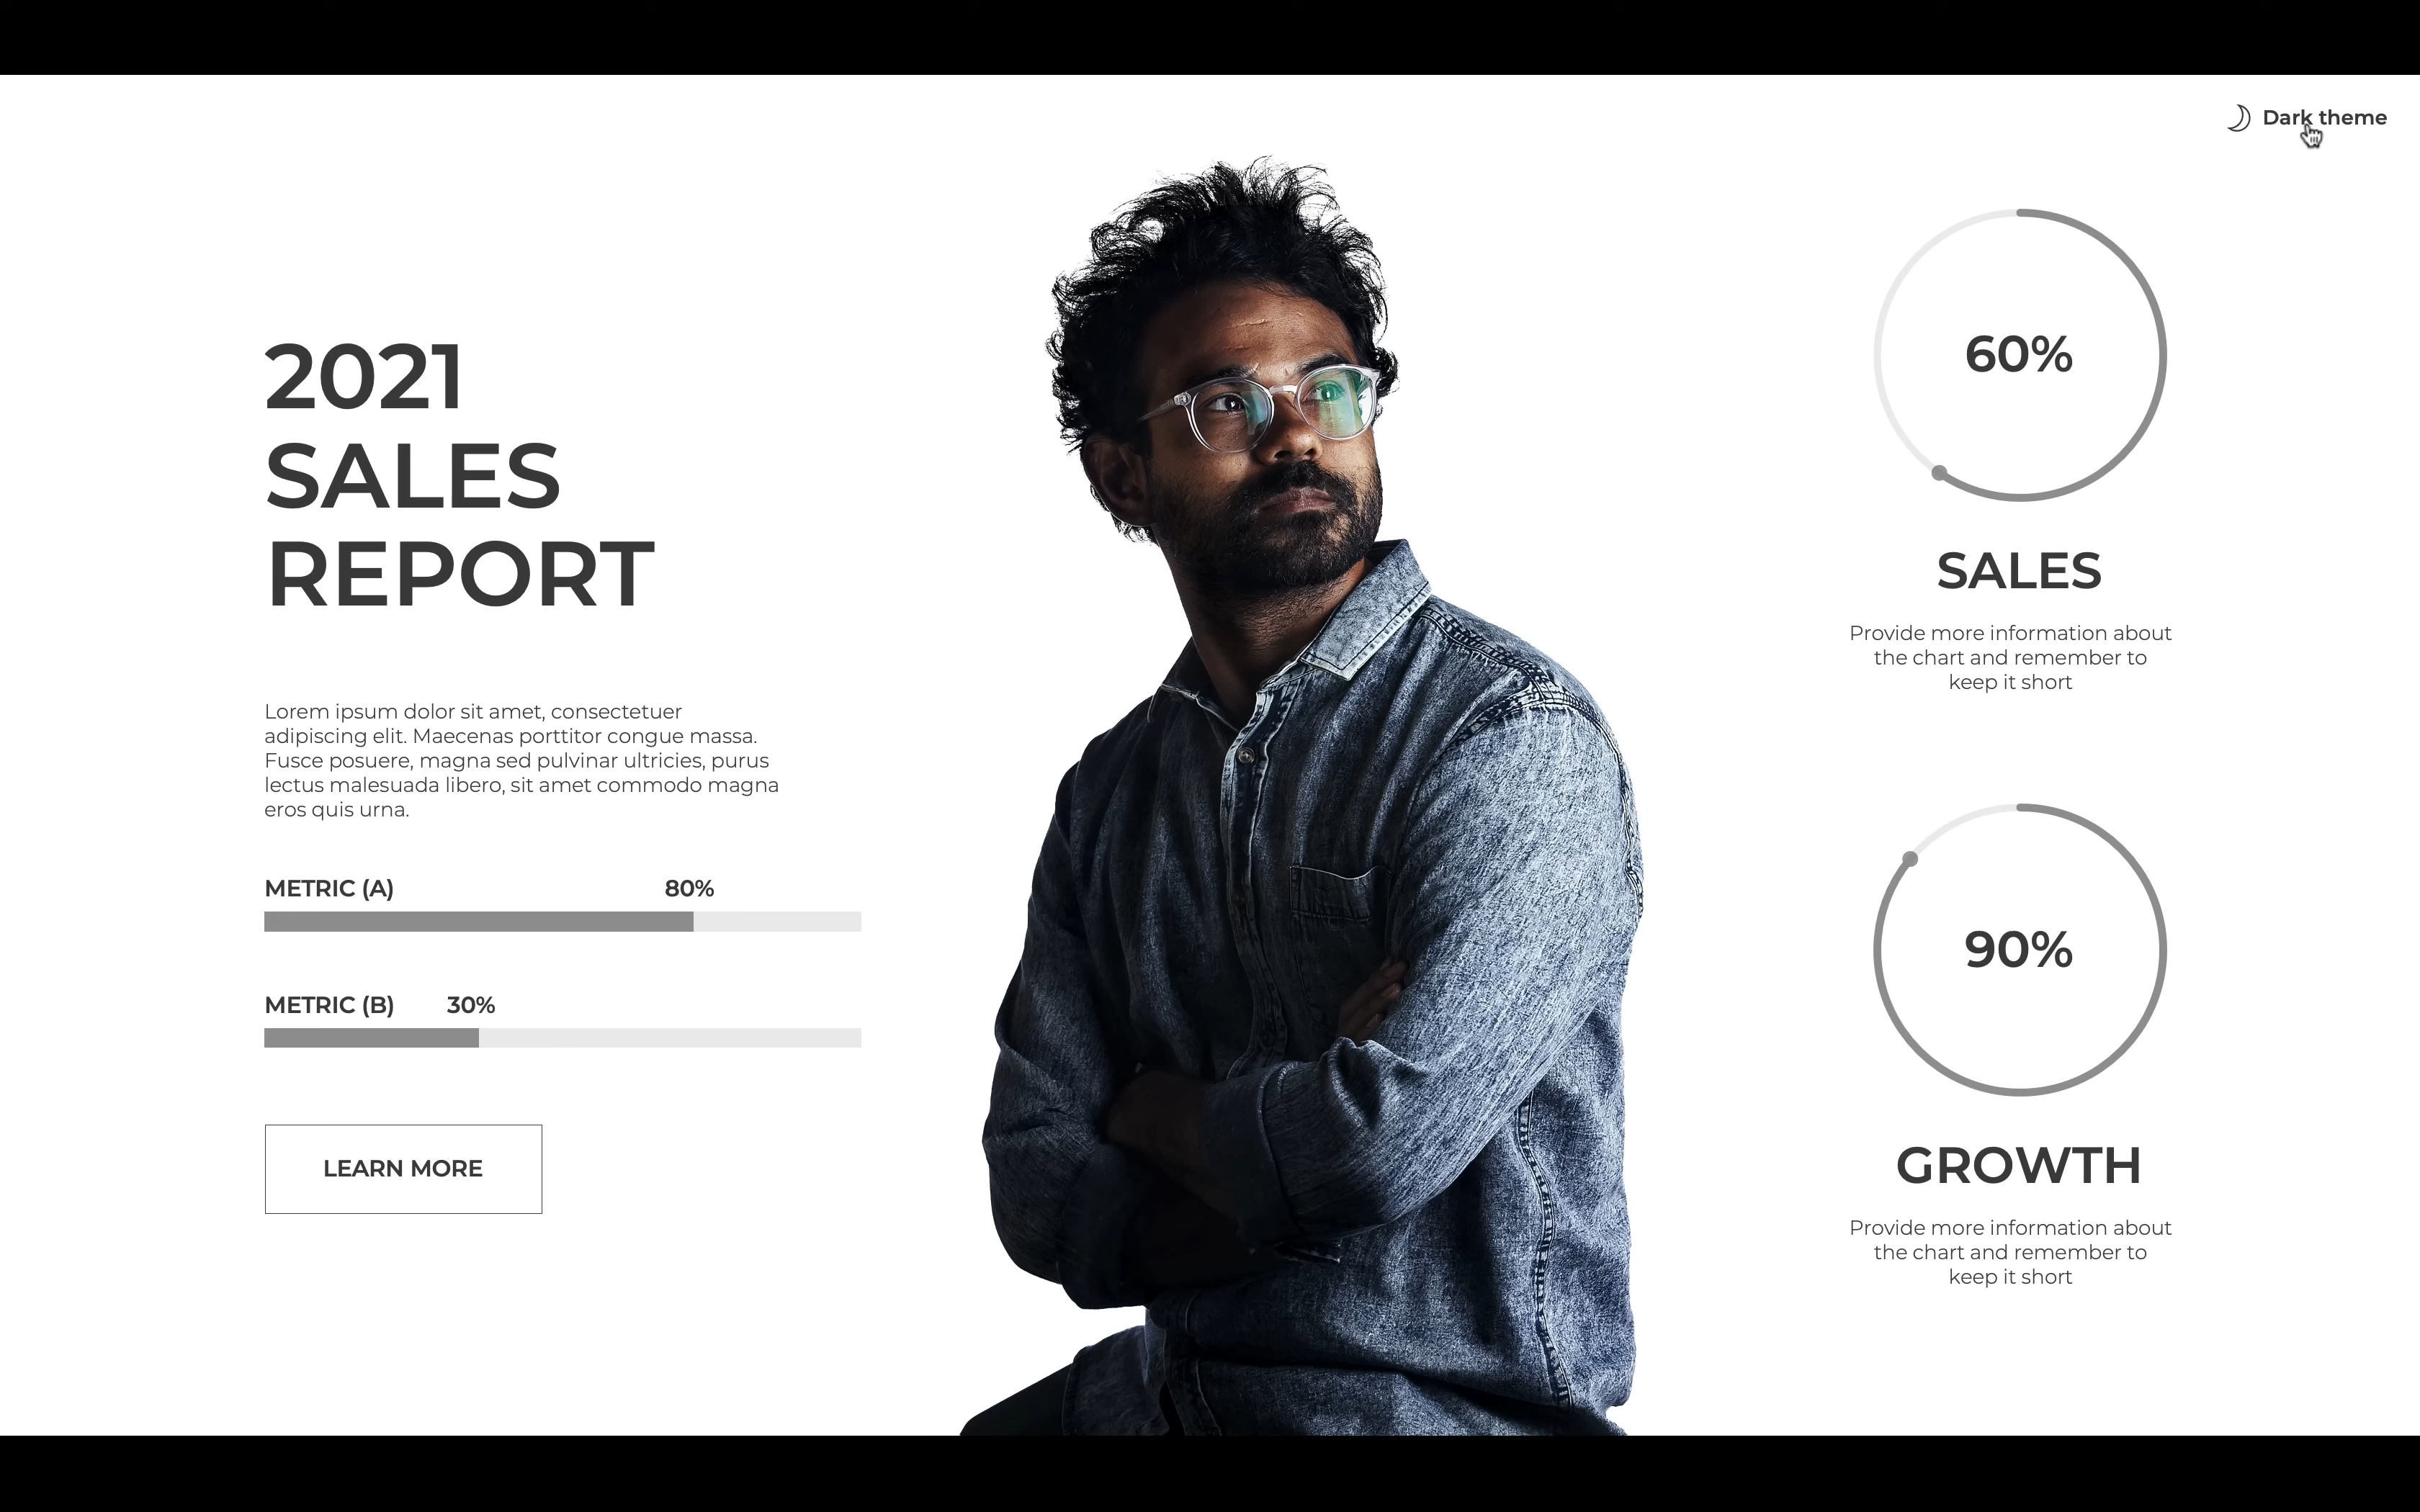 Dark theme
2021
SALES
REPORT
Lorem ipsum dolor sit amet, consectetuer
adipiscing elit. Maecenas porttitor congue massa.
Fusce posuere, magna sed pulvinar ultricies, purus
lectus malesuada libero, sit amet commodo magna
eros quis urna.
METRIC (A) 80%
METRIC (B) 30%
LEARN MORE
60%
SALES
Provide more information about
the chart and remember to
keep it short
90%
GROWTH
Provide more information about
the chart and remember to
keep it short